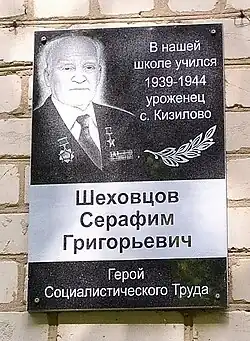 В нашей
школе учился
1939-1944
уроженец
с. Кизилово
Шеховцов
Серафим
Григорьевич
Герой
Социалистического Труда